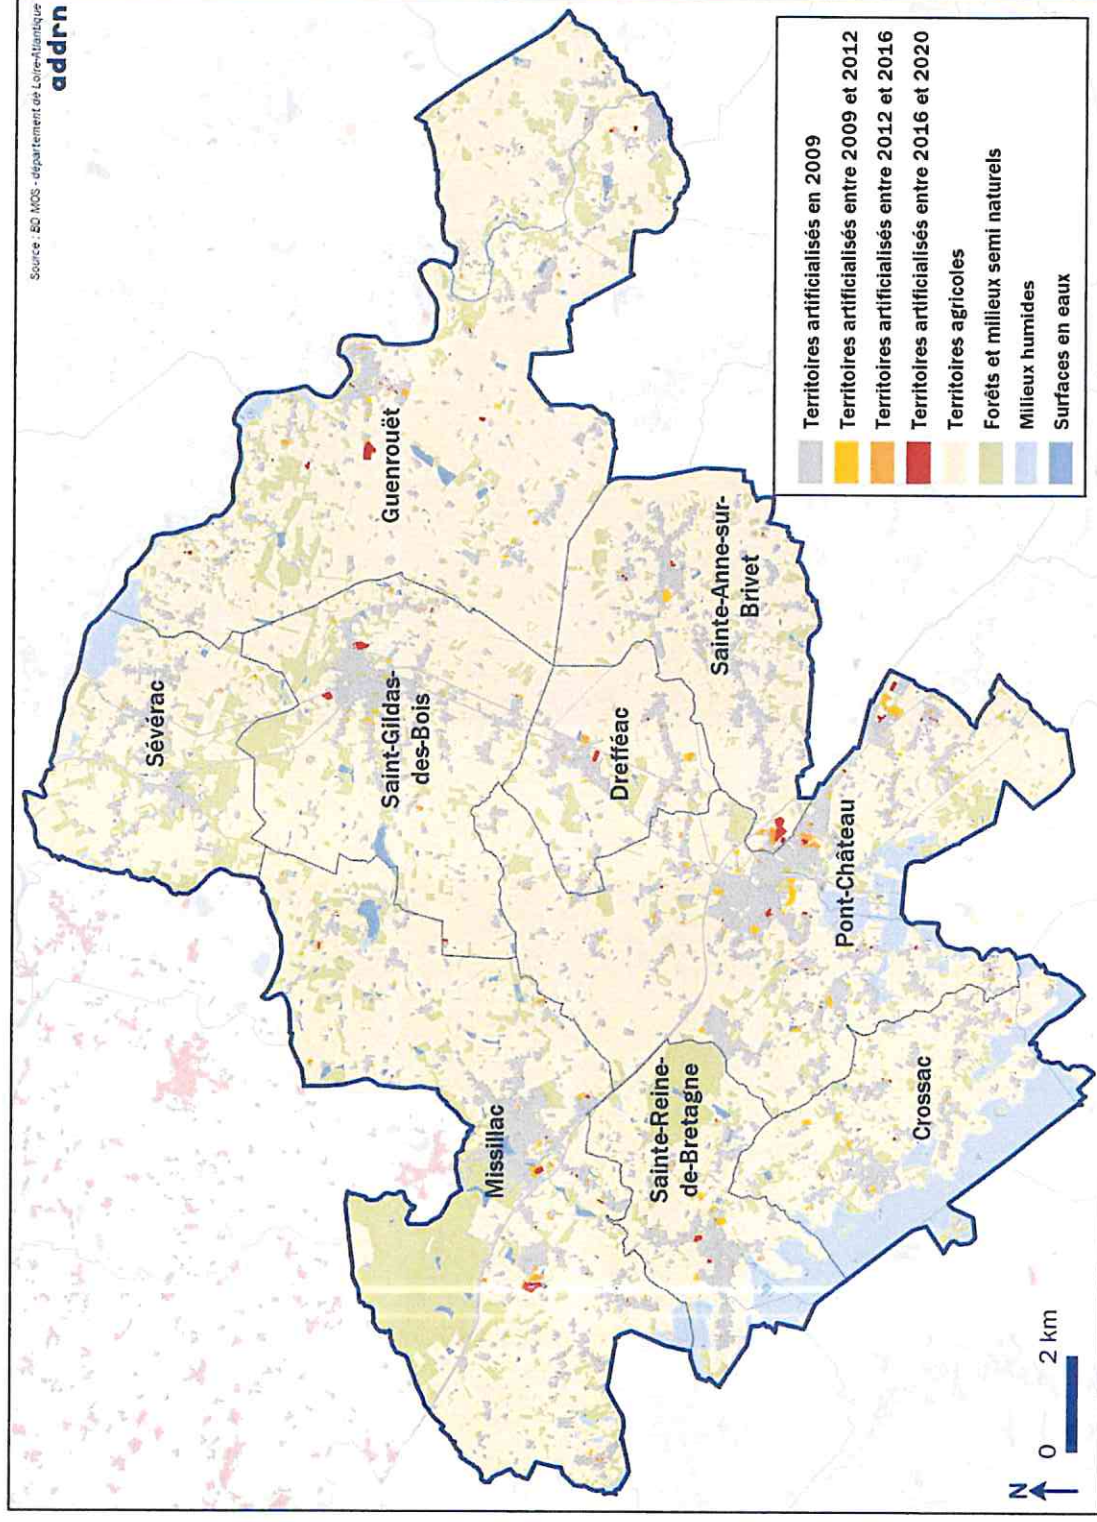 Source : BD MOS - département de Loire-Atlantique
addrn
Sévérac
Guenrouët
Saint-Gildas-
des-Bois
Missillac
Drefféac
Sainte-Anne-sur-
Brivet
Sainte-Reine-
de-Bretagne
Pont-Château
Crossac
Territoires artificialisés en 2009
Territoires artificialisés entre 2009 et 2012
Territoires artificialisés entre 2012 et 2016
Territoires artificialisés entre 2016 et 2020
Territoires agricoles
Forêts et milieux semi naturels
Milieux humides
Surfaces en eaux
N
0 2 km